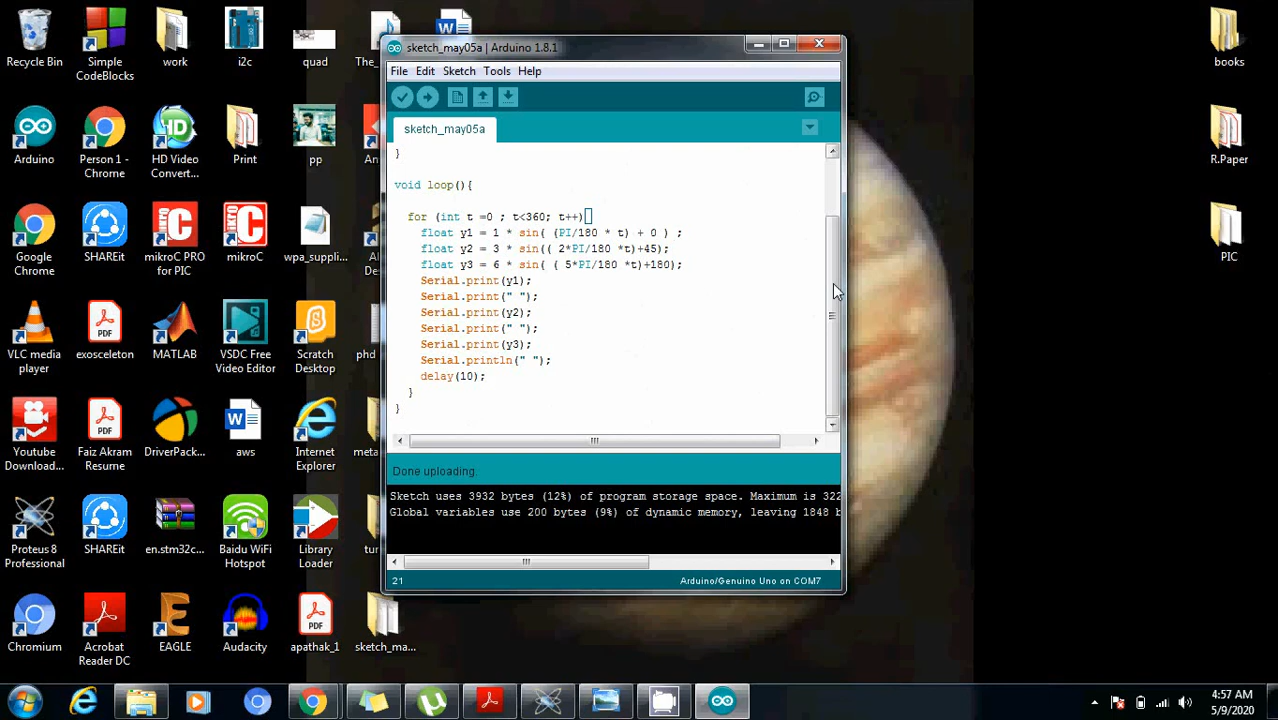 Recycle Bin
Simple CodeBlocks
work
i2c
quad
The_
Arduino
Person 1 - Chrome
HD Video Convert...
Print
pp
An
Google Chrome
SHAREit
mikroC PRO for PIC
mikroC
wpa_suppli...
VLC media player
exosceleton
MATLAB
VSDC Free Video Editor
Scratch Desktop
phd
Youtube Download...
Faiz Akram Resume
DriverPack...
aws
Internet Explorer
meta
Proteus 8 Professional
SHAREit
en.stm32c...
Baidu WiFi Hotspot
Library Loader
tur
Chromium
Acrobat Reader DC
EAGLE
Audacity
apathak_1
sketch_ma...
books
R.Paper
PIC
sketch_may05a | Arduino 1.8.1
File Edit Sketch Tools Help
sketch_may05a
}
void loop(){
for (int t =0 ; t<360; t++)
float y1 = 1 * sin( (PI/180 * t) + 0 ) ;
float y2 = 3 * sin(( 2*PI/180 *t)+45);
float y3 = 6 * sin( ( 5*PI/180 *t)+180);
Serial.print(y1);
Serial.print(" ");
Serial.print(y2);
Serial.print(" ");
Serial.print(y3);
Serial.println(" ");
delay(10);
}
}
Done uploading.
Sketch uses 3932 bytes (12%) of program storage space. Maximum is 322
Global variables use 200 bytes (9%) of dynamic memory, leaving 1848 b
21
Arduino/Genuino Uno on COM7
4:57 AM
5/9/2020